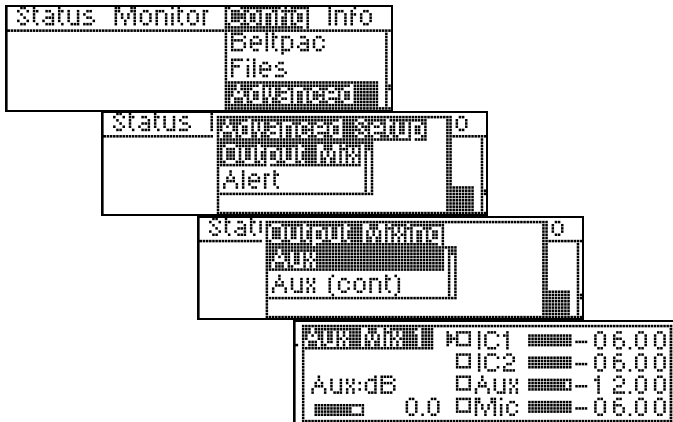 Status Monitor Config Info
Beltpac
Files
Advanced
Status
Advanced Setup
o
Output Mix
Alert
Stati
Output Mixing
o
Aux
Aux (cont)
Aux Mix 1 IC1 -06.00
IC2 -06.00
Aux:dB Aux -12.00
0.0 Mic -06.00